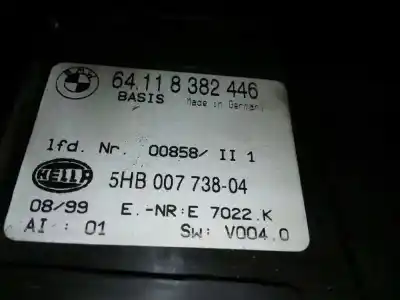 BMW
64.11 8 382 446
BASIS Made in Germany
lfd. Nr. 00858/ II 1
HELLA 5HB 007 738-04
08/99 E.-NR:E 7022.K
AI : 01 SW: V004.0